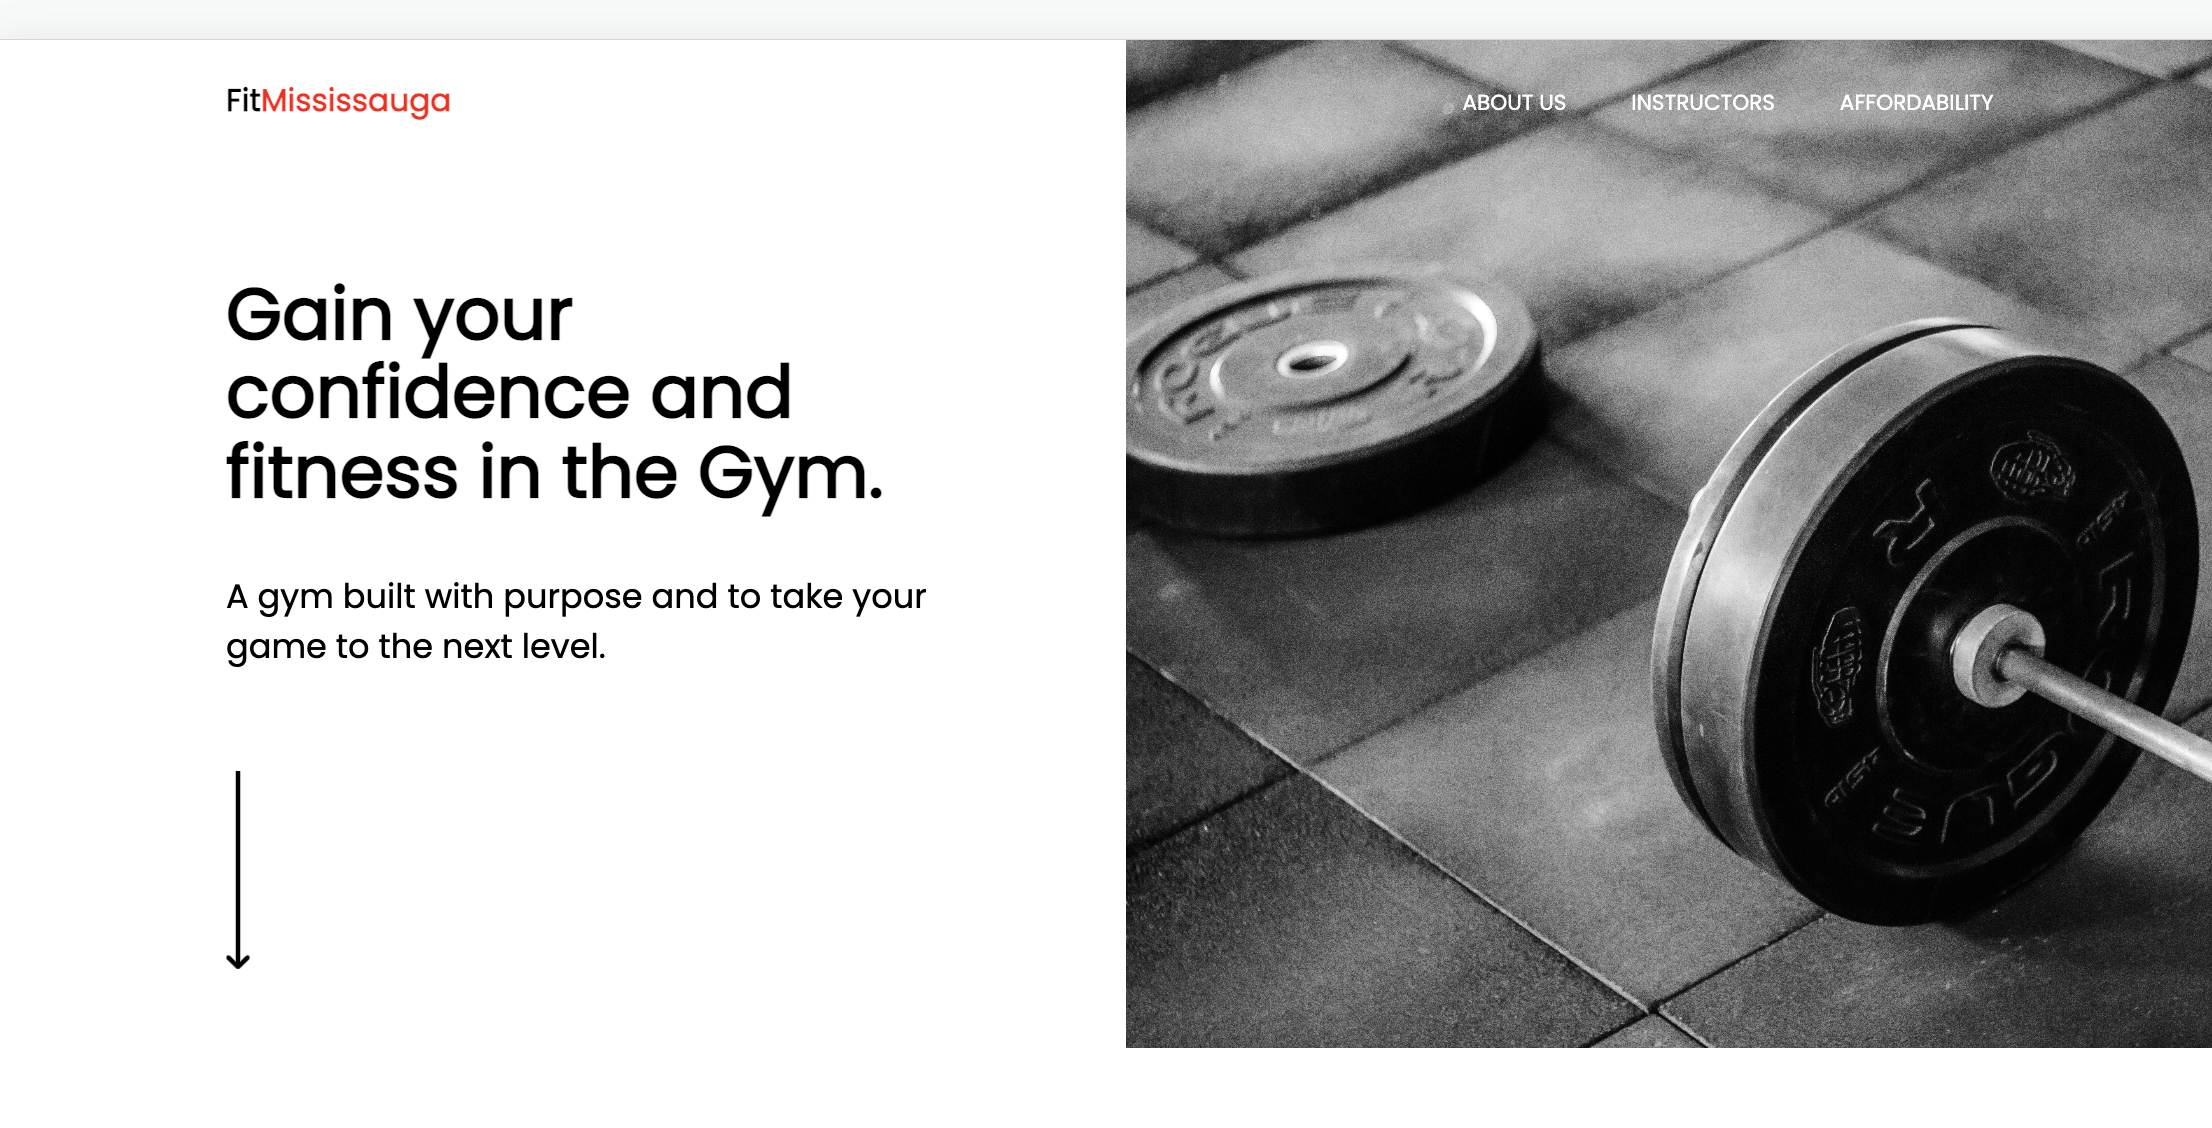 FitMississauga
ABOUT US INSTRUCTORS AFFORDABILITY
Gain your
confidence and
fitness in the Gym.
A gym built with purpose and to take your
game to the next level.